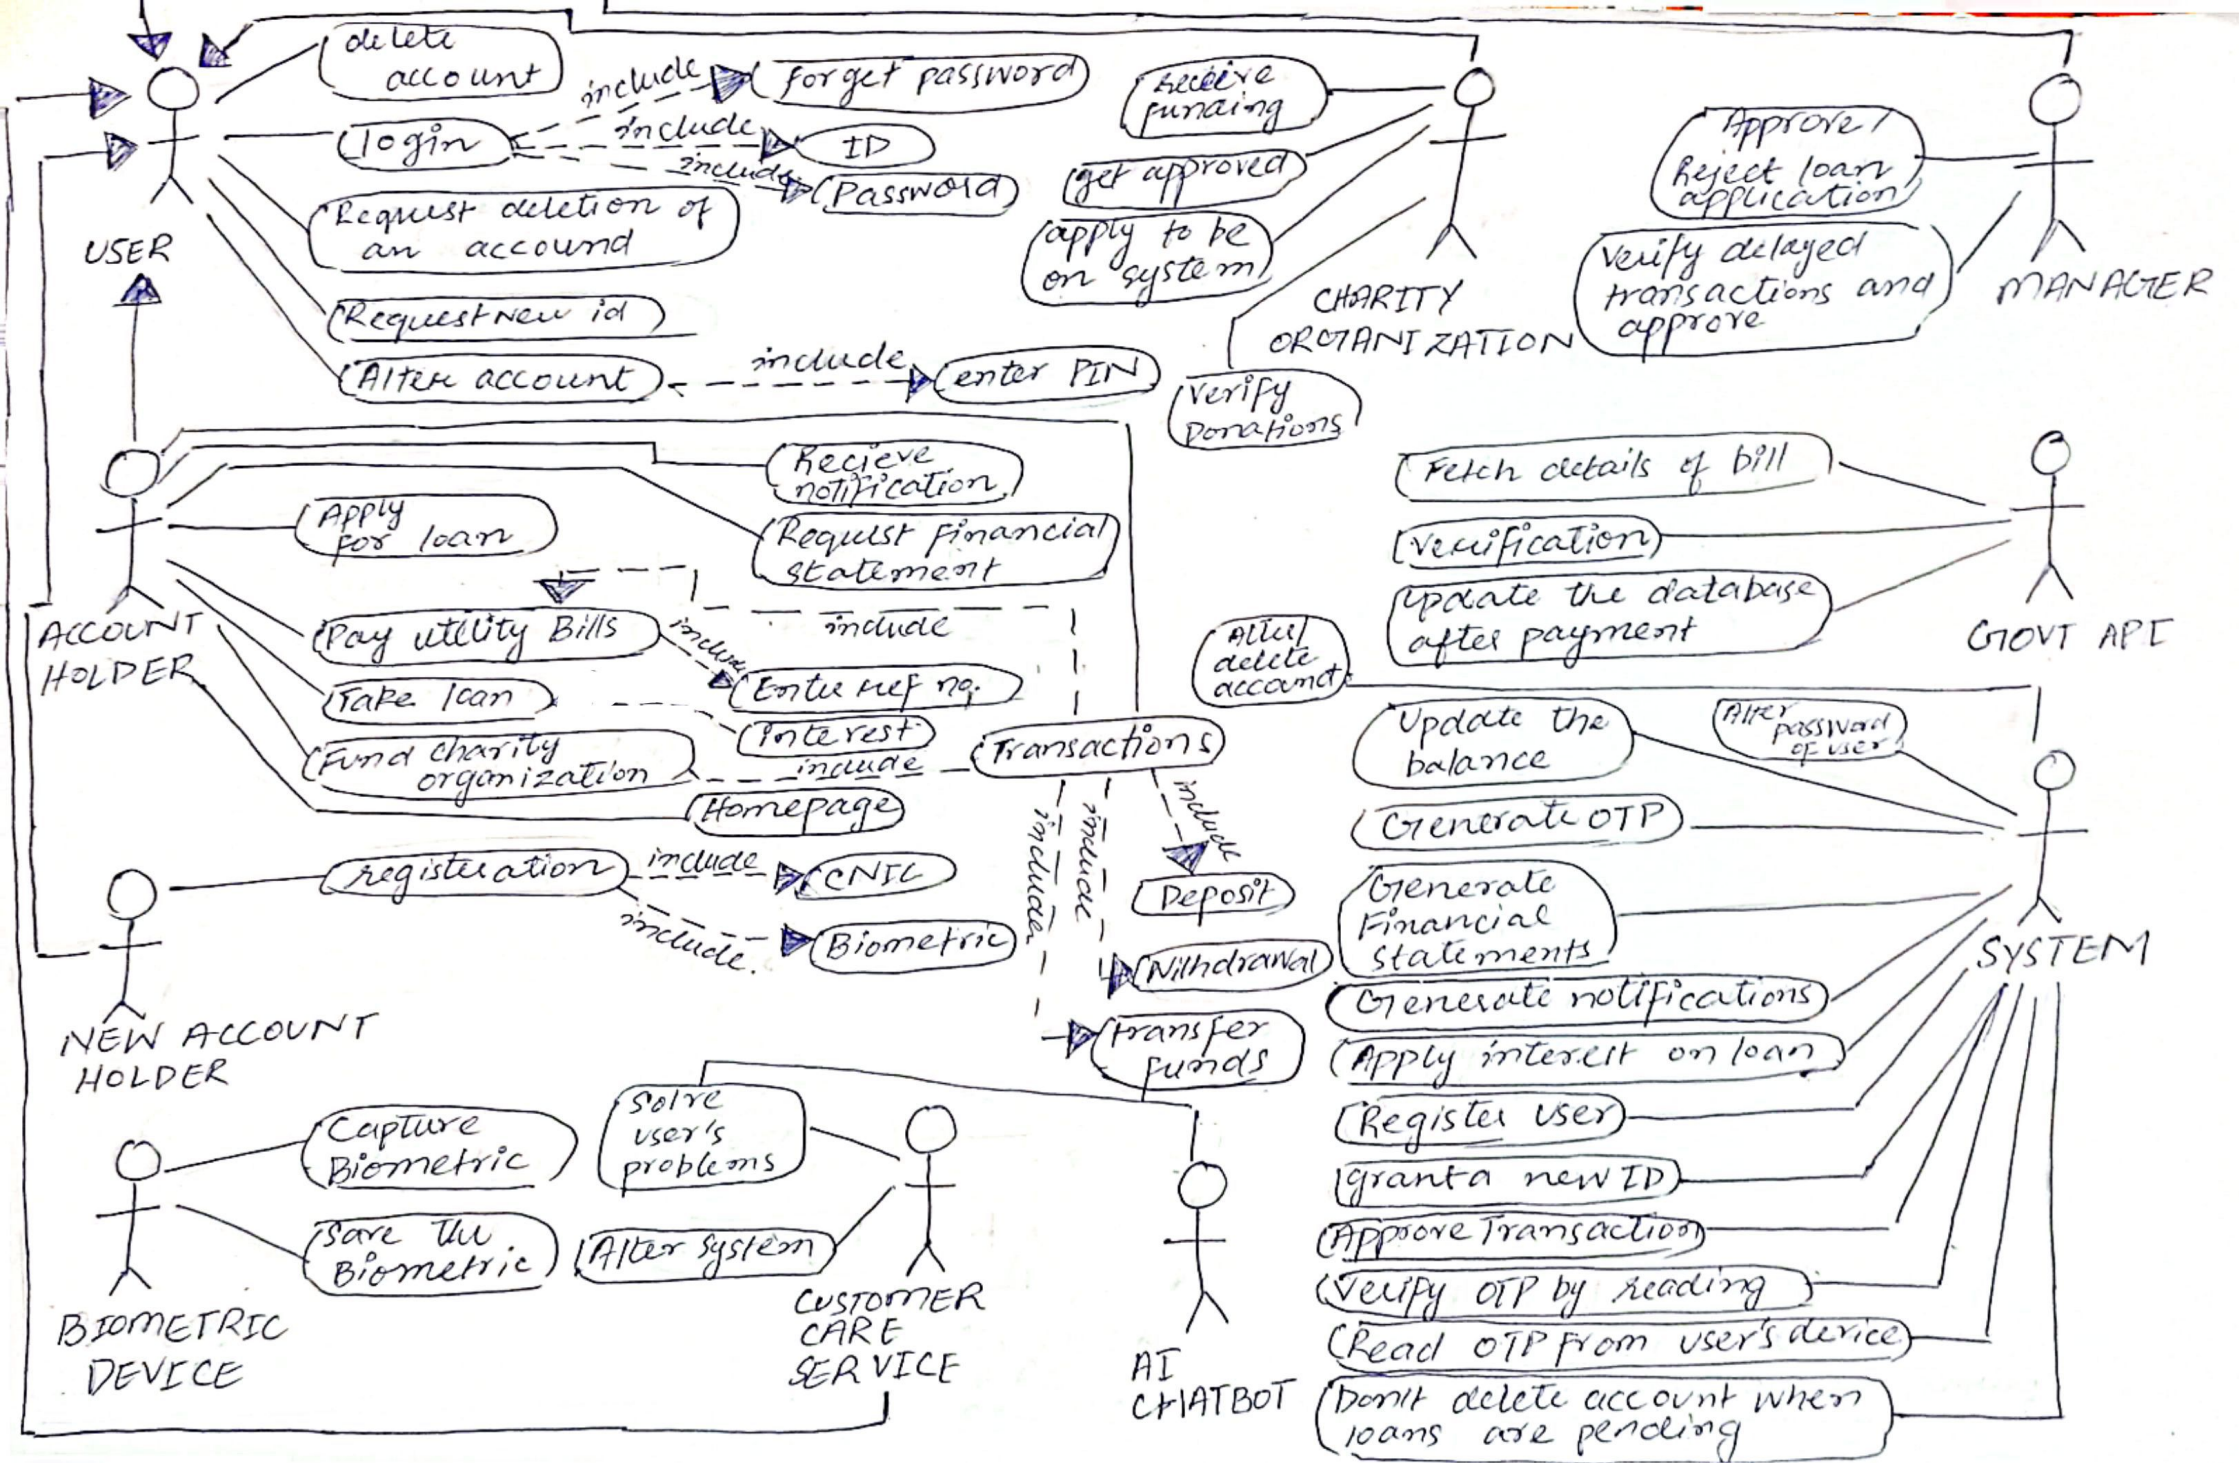 delete
account
include
forget password
login
include
ID
include
Password
Request deletion of
an accound
USER
Request New id
Alter account
include
enter PIN
Recieve
funding
get approved
apply to be
on system
CHARITY
ORGANIZATION
Verify
Donations
Approve/
Reject loan
application
Verify delayed
transactions and
approve
MANAGER
Recieve
notification
Request Financial
statement
Apply
for loan
ACCOUNT
HOLDER
Pay utility Bills
include
include
Enter ref no.
Take loan
interest
Fund charity
organization
include
Transactions
Homepage
include
include
include
Deposit
Withdrawal
transfer
funds
Fetch details of bill
Verification
update the database
after payment
GOVT API
Alter/
delete
account
Update the
balance
Alter
password
of user
Generate OTP
Generate
Financial
statements
SYSTEM
Generate notifications
Apply interest on loan
Register user
grant a new ID
Approve Transaction
Verify OTP by reading
Read OTP from user's device
Don't delete account when
loans are pending
registeration
include
CNIC
include.
Biometric
NEW ACCOUNT
HOLDER
Capture
Biometric
Save the
Biometric
BIOMETRIC
DEVICE
Solve
user's
problems
Alter system
CUSTOMER
CARE
SERVICE
AI
CHATBOT